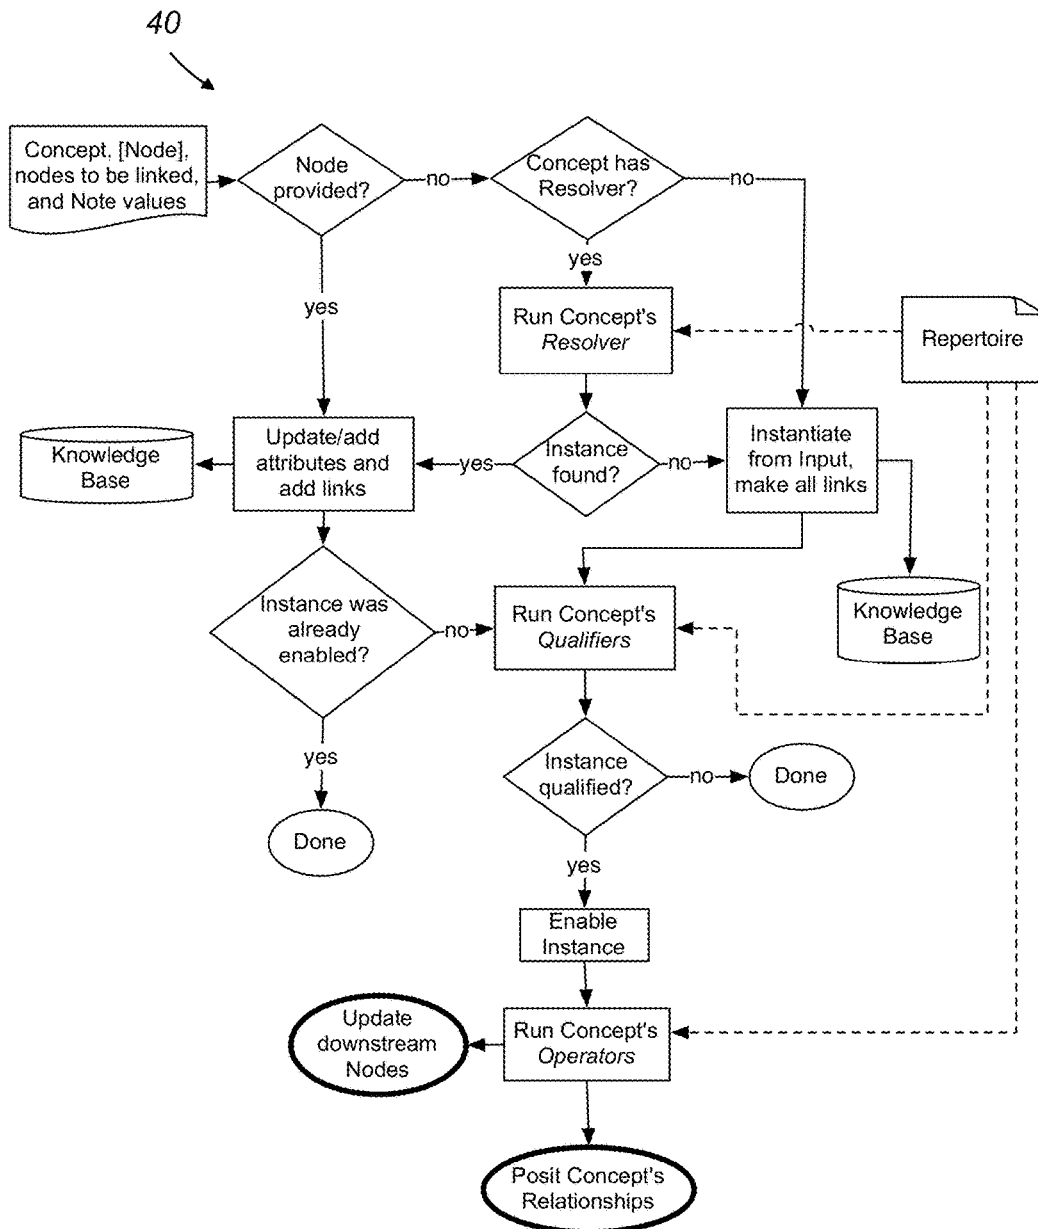 40
Concept, [Node],
nodes to be linked,
and Note values
Node
provided?
no
Concept has
Resolver?
no
yes
yes
Run Concept's
Resolver
Repertoire
Knowledge
Base
Update/add
attributes and
add links
yes
Instance
found?
no
Instantiate
from Input,
make all links
Instance was
already
enabled?
no
Run Concept's
Qualifiers
Knowledge
Base
yes
Instance
qualified?
no
Done
Done
yes
Enable
Instance
Update
downstream
Nodes
Run Concept's
Operators
Posit Concept's
Relationships